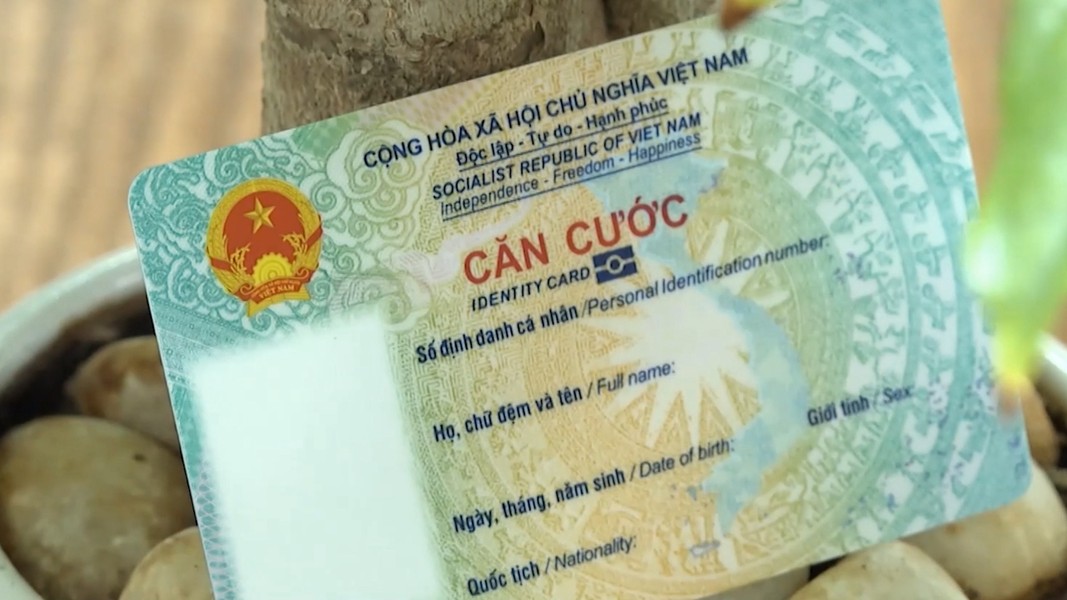 CỘNG HÒA XÃ HỘI CHỦ NGHĨA VIỆT NAM
Độc lập - Tự do - Hạnh phúc
SOCIALIST REPUBLIC OF VIET NAM
Independence - Freedom - Happiness
CĂN CƯỚC
IDENTITY CARD
VIỆT NAM
Số định danh cá nhân /Personal Identification number:
Họ, chữ đệm và tên / Full name:
Ngày, tháng, năm sinh / Date of birth:
Giới tính / Sex:
Quốc tịch / Nationality: